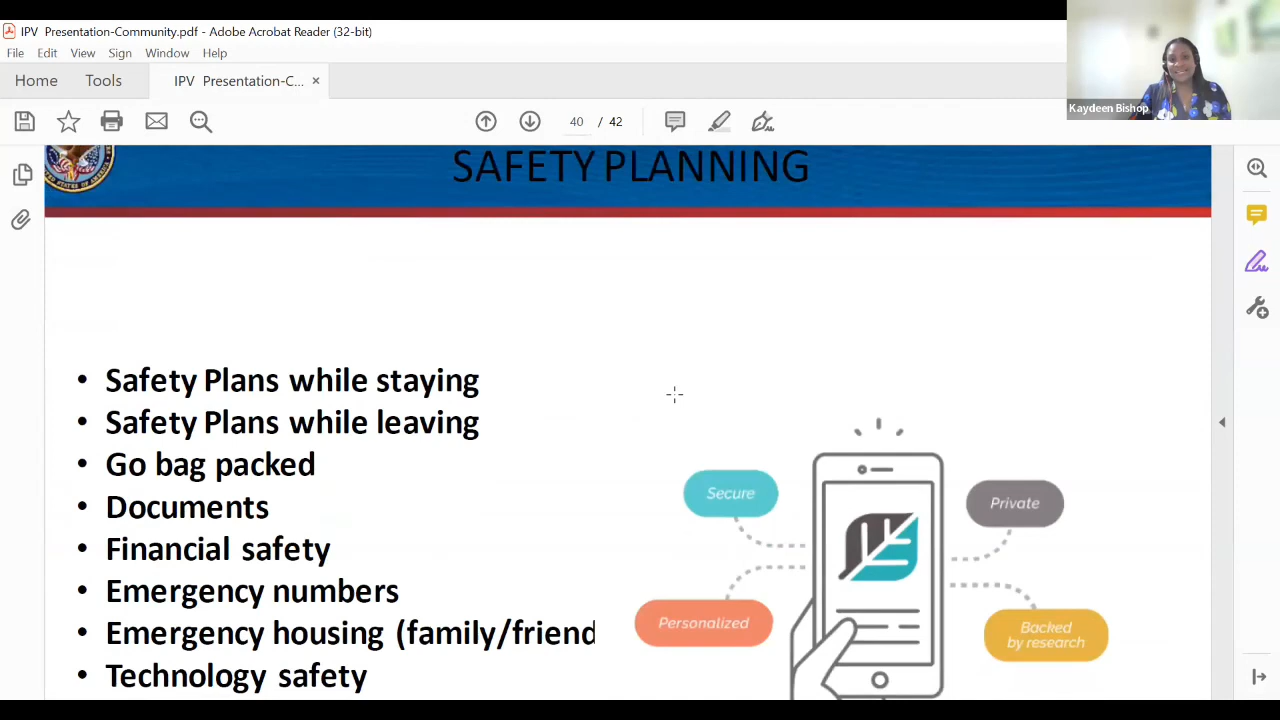 IPV Presentation-Community.pdf - Adobe Acrobat Reader (32-bit)
File Edit View Sign Window Help
Home Tools IPV Presentation-C... ×
Kaydeen Bishop
40 / 42
SAFETY PLANNING
• Safety Plans while staying
• Safety Plans while leaving
• Go bag packed
• Documents
• Financial safety
• Emergency numbers
• Emergency housing (family/friend
• Technology safety
Secure
Private
Personalized
Backed
by research